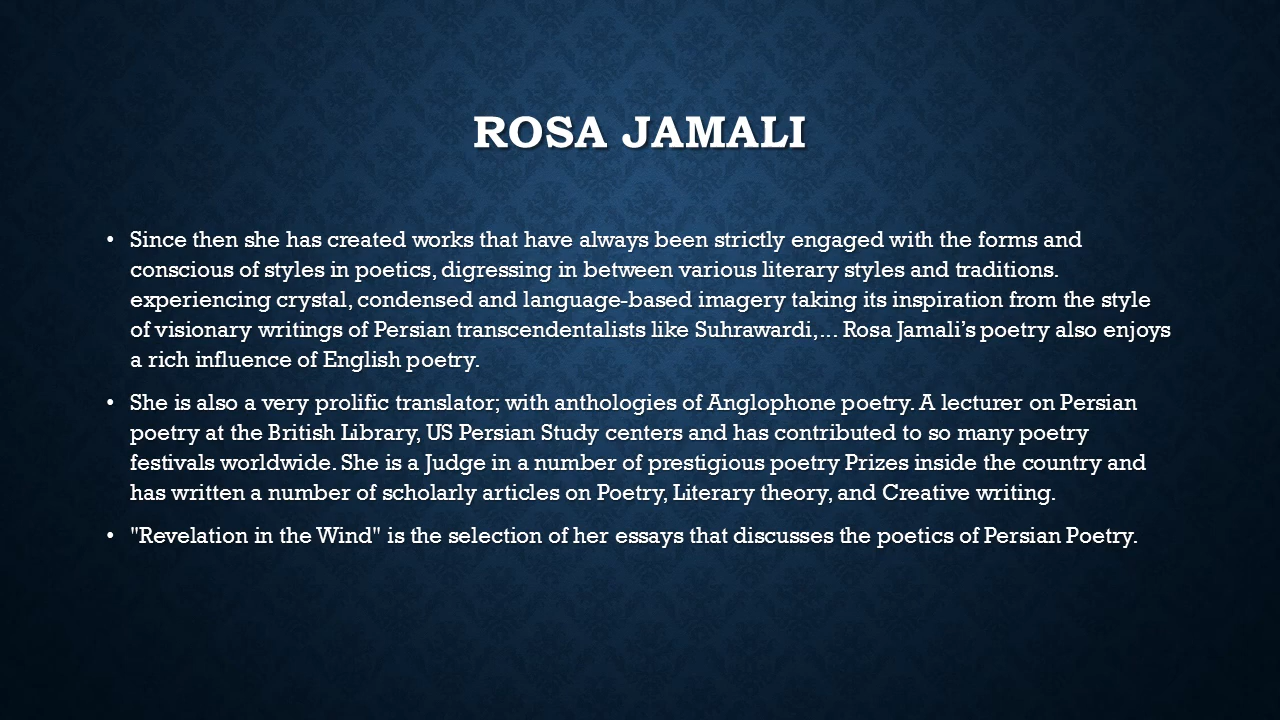 ROSA JAMALI
• Since then she has created works that have always been strictly engaged with the forms and
conscious of styles in poetics, digressing in between various literary styles and traditions.
experiencing crystal, condensed and language-based imagery taking its inspiration from the style
of visionary writings of Persian transcendentalists like Suhrawardi,... Rosa Jamali’s poetry also enjoys
a rich influence of English poetry.
• She is also a very prolific translator; with anthologies of Anglophone poetry. A lecturer on Persian
poetry at the British Library, US Persian Study centers and has contributed to so many poetry
festivals worldwide. She is a Judge in a number of prestigious poetry Prizes inside the country and
has written a number of scholarly articles on Poetry, Literary theory, and Creative writing.
• "Revelation in the Wind" is the selection of her essays that discusses the poetics of Persian Poetry.